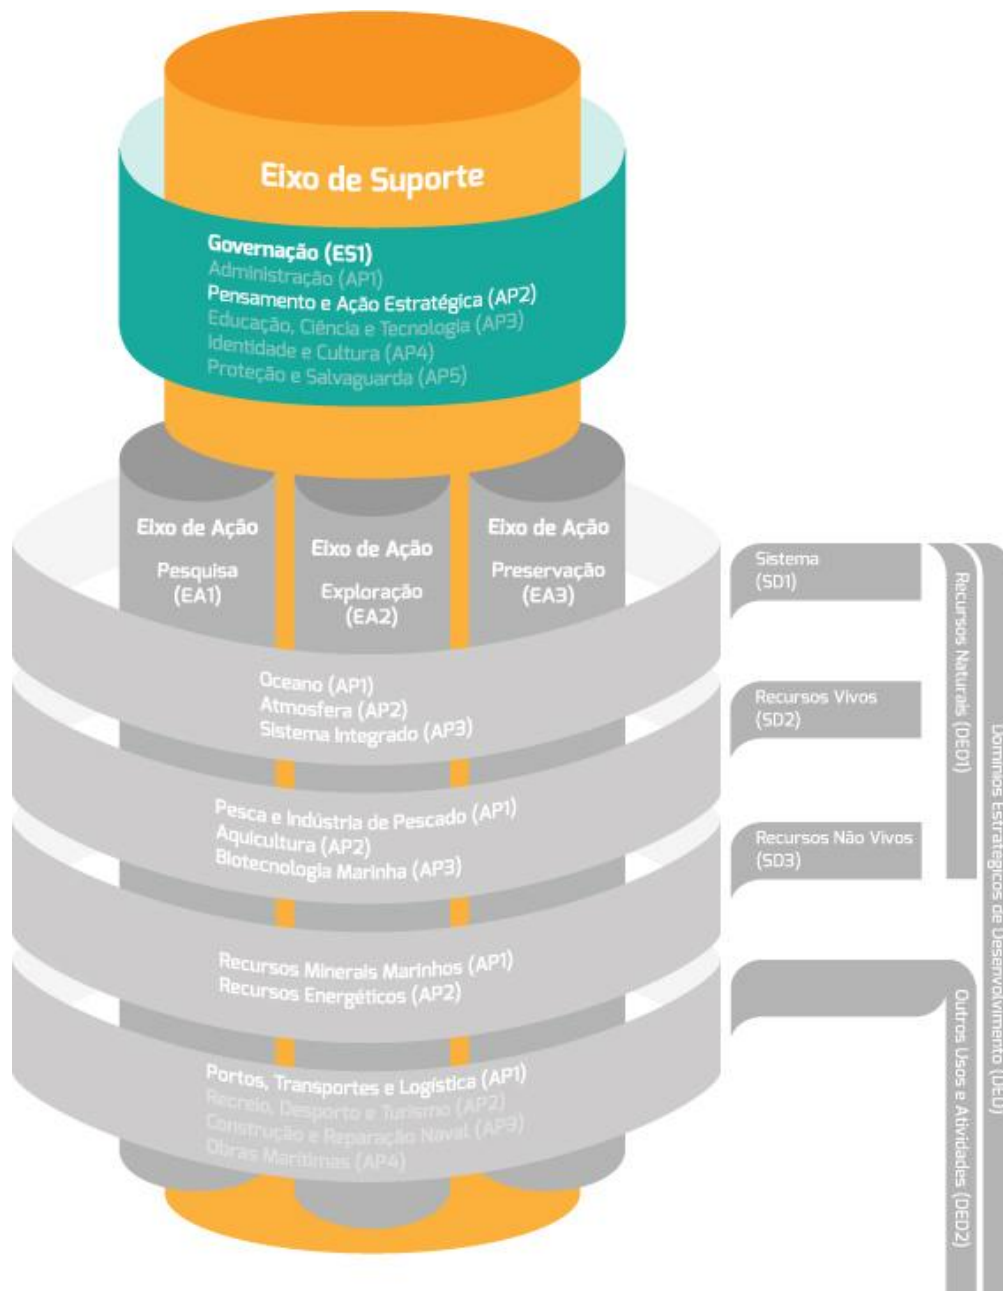 Eixo de Suporte
Governação (ES1)
Administração (AP1)
Pensamento e Ação Estratégica (AP2)
Educação, Ciência e Tecnologia (AP3)
Identidade e Cultura (AP4)
Proteção e Salvaguarda (AP5)
Eixo de Ação
Pesquisa
(EA1)
Eixo de Ação
Exploração
(EA2)
Eixo de Ação
Preservação
(EA3)
Oceano (AP1)
Atmosfera (AP2)
Sistema Integrado (AP3)
Pesca e Indústria de Pescado (AP1)
Aquicultura (AP2)
Biotecnologia Marinha (AP3)
Recursos Minerais Marinhos (AP1)
Recursos Energéticos (AP2)
Portos, Transportes e Logística (AP1)
Recreio, Desporto e Turismo (AP2)
Construção e Reparação Naval (AP3)
Obras Marítimas (AP4)
Sistema
(SD1)
Recursos Vivos
(SD2)
Recursos Não Vivos
(SD3)
Recursos Naturais (DED1)
Outros Usos e Atividades (DED2)
Domínios Estratégicos de Desenvolvimento (DED)